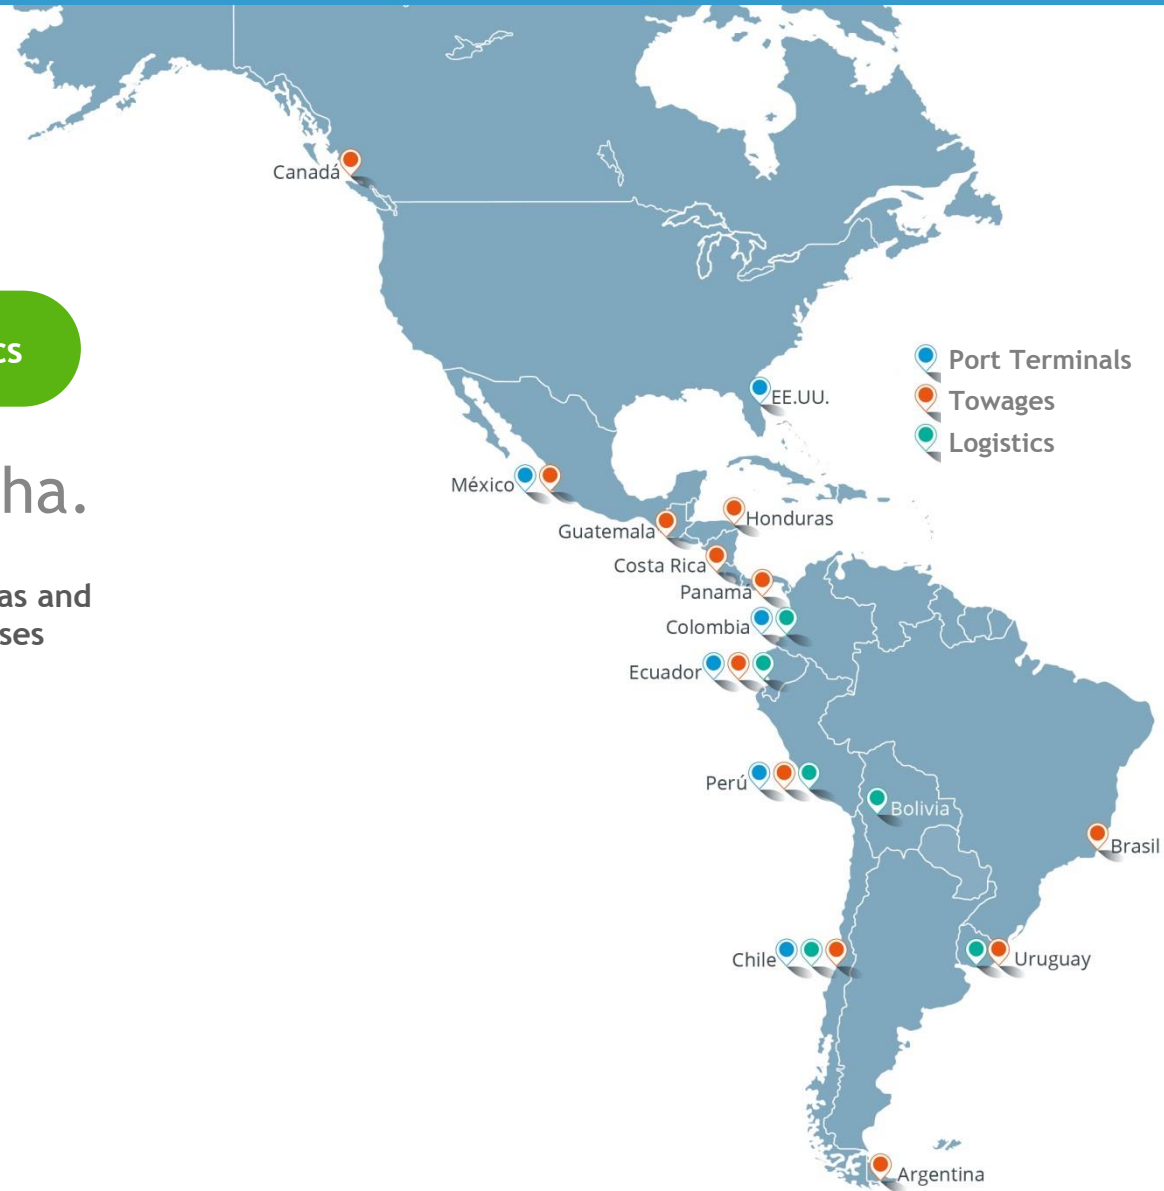 Canadá
cs
Port Terminals
EE.UU.
Towages
Logistics
ha.
México
Honduras
Guatemala
Costa Rica
Panamá
as and
Colombia
ses
Ecuador
Perú
Bolivia
Brasil
Chile
Uruguay
Argentina